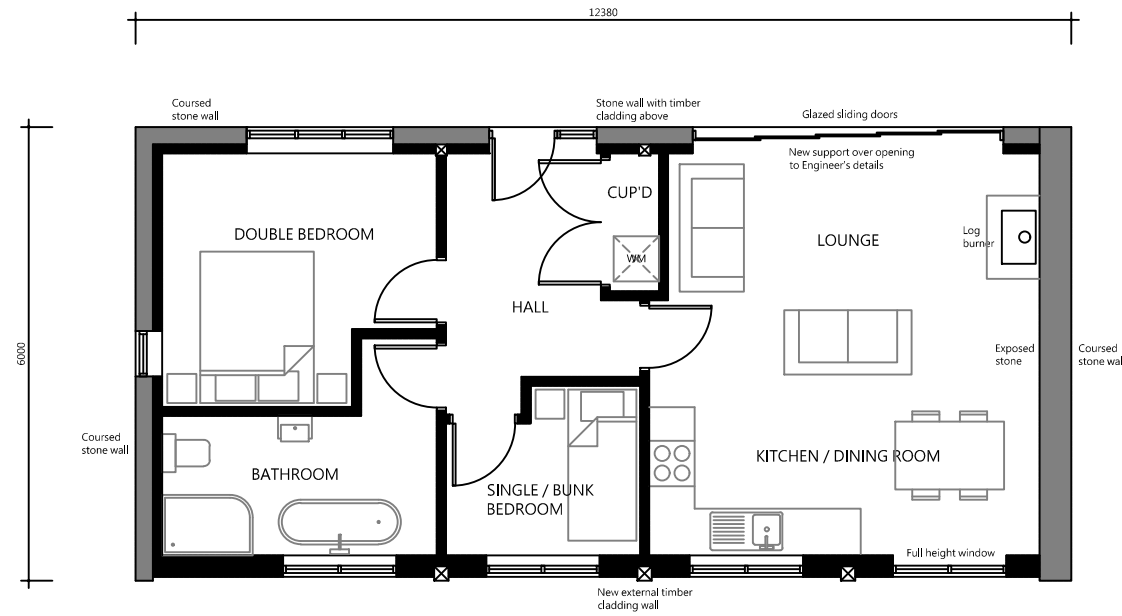 12380
Coursed
stone wall
Stone wall with timber
cladding above
Glazed sliding doors
New support over opening
to Engineer's details
CUP'D
DOUBLE BEDROOM
LOUNGE
Log
burner
WM
HALL
6000
Exposed
stone
Coursed
stone wal
Coursed
stone wall
BATHROOM
KITCHEN / DINING ROOM
SINGLE / BUNK
BEDROOM
Full height window
New external timber
cladding wall